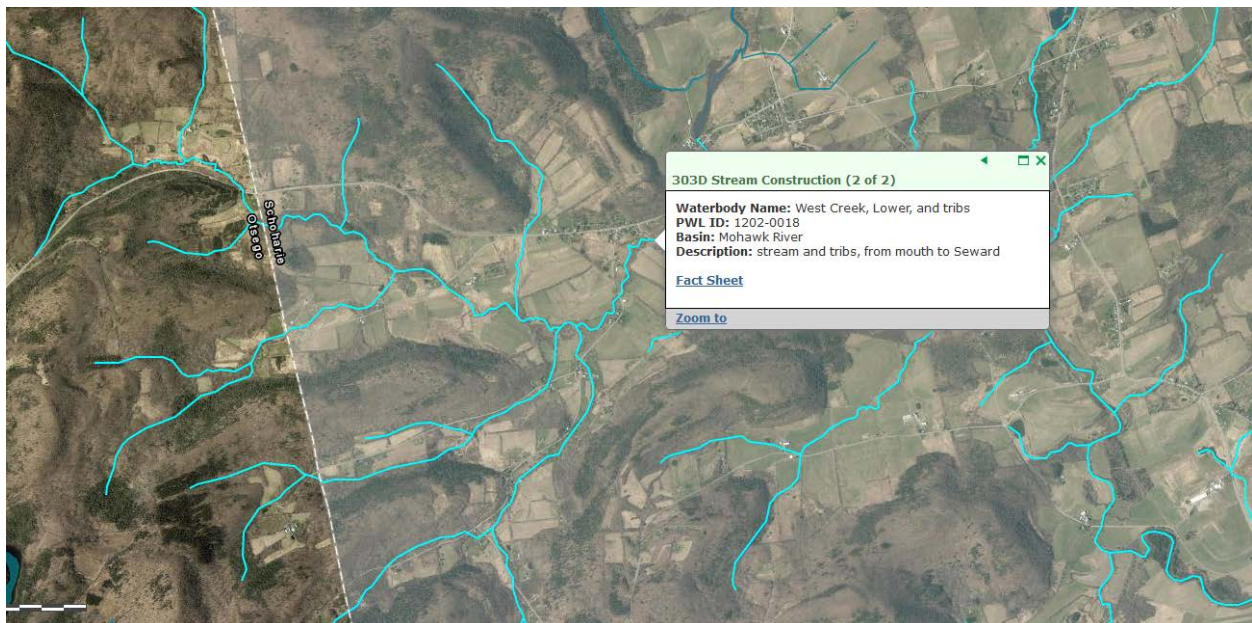 Schoharie
Otsego
303D Stream Construction (2 of 2)
Waterbody Name: West Creek, Lower, and tribs
PWL ID: 1202-0018
Basin: Mohawk River
Description: stream and tribs, from mouth to Seward
Fact Sheet
Zoom to